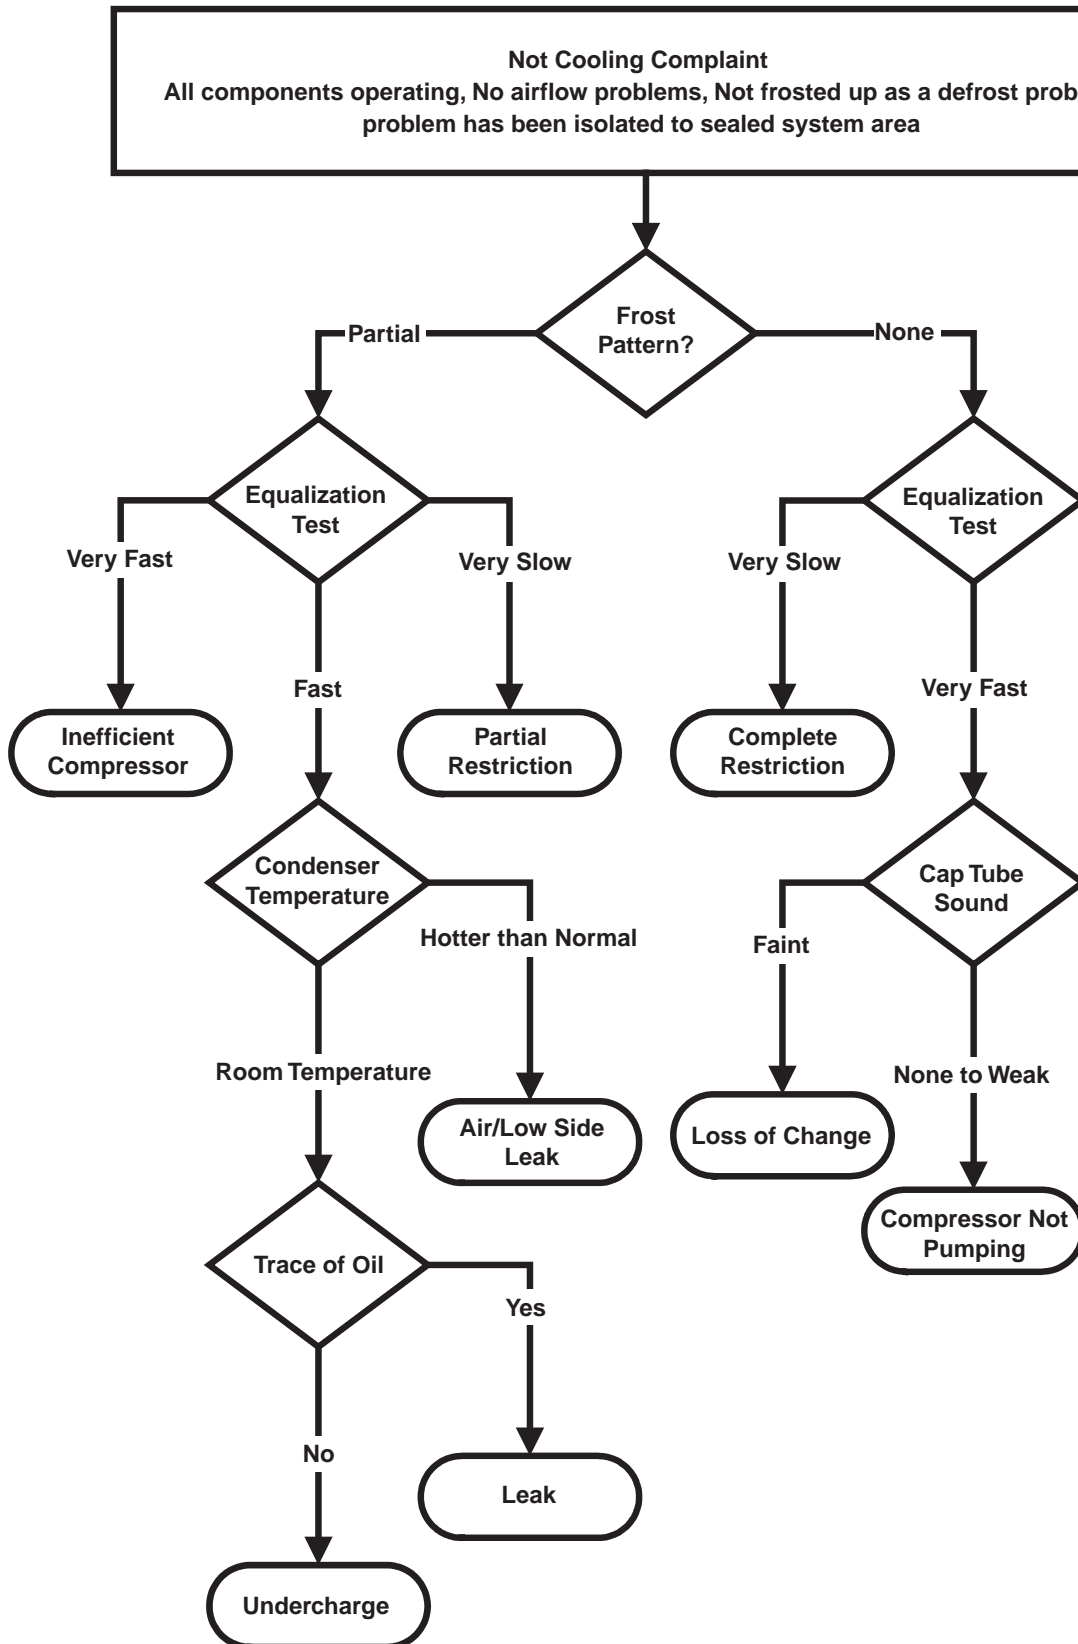 Not Cooling Complaint
All components operating, No airflow problems, Not frosted up as a defrost prob
problem has been isolated to sealed system area
Frost
Pattern?
Partial
None
Equalization
Test
Equalization
Test
Very Fast
Very Slow
Very Slow
Fast
Very Fast
Inefficient
Compressor
Partial
Restriction
Complete
Restriction
Condenser
Temperature
Cap Tube
Sound
Hotter than Normal
Faint
Room Temperature
None to Weak
Air/Low Side
Leak
Loss of Change
Compressor Not
Pumping
Trace of Oil
Yes
No
Leak
Undercharge